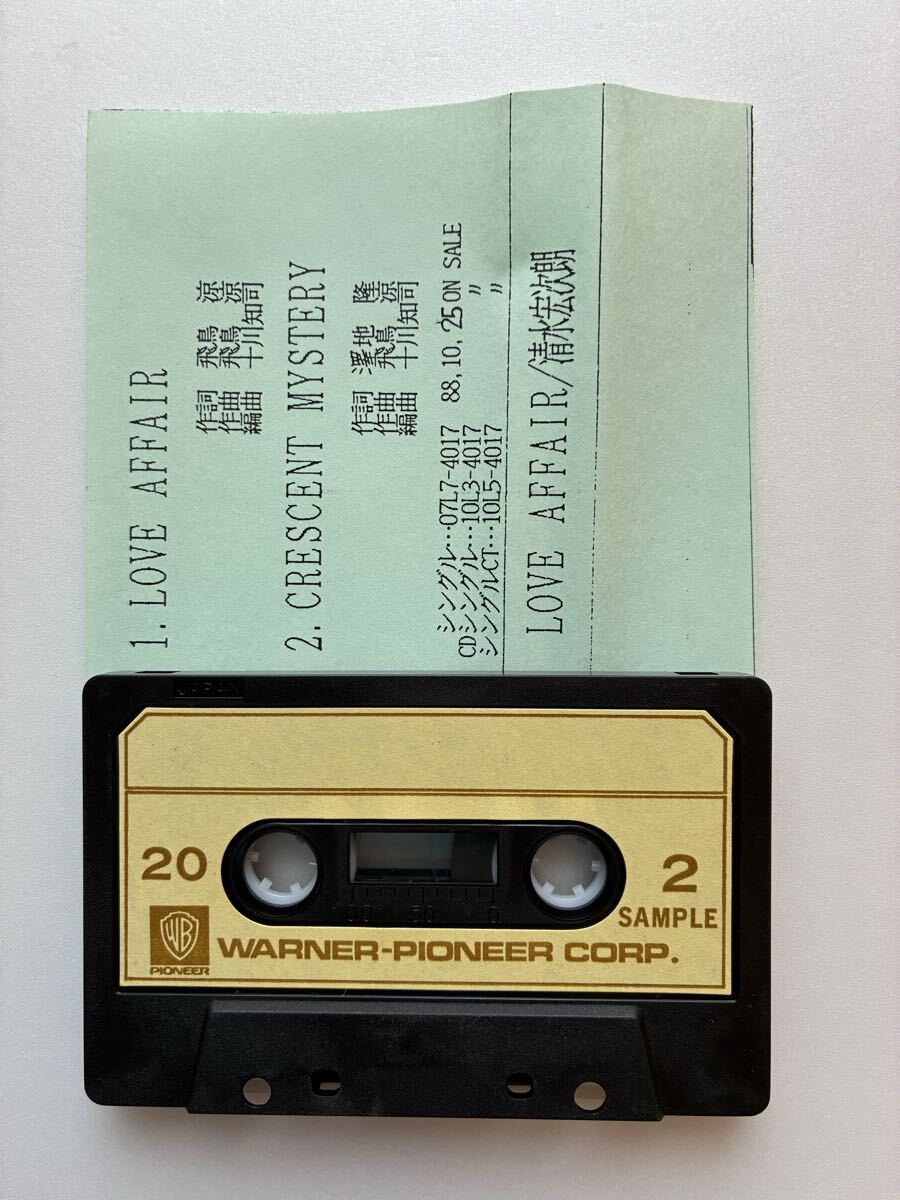 1. LOVE AFFAIR
作詞 飛鳥 涼
作曲 飛鳥 涼
編曲 十川知司
2. CRESCENT MYSTERY
作詞 澤地 隆
作曲 飛鳥 涼
編曲 十川知司
シングル…07L7-4017 88,10,25 ON SALE
CDシングル…10L3-4017 〃
シングルCT…10L5-4017 〃
LOVE AFFAIR/清水宏次朗
JAPAN
20
2
100 50 0
SAMPLE
WB
PIONEER
WARNER-PIONEER CORP.